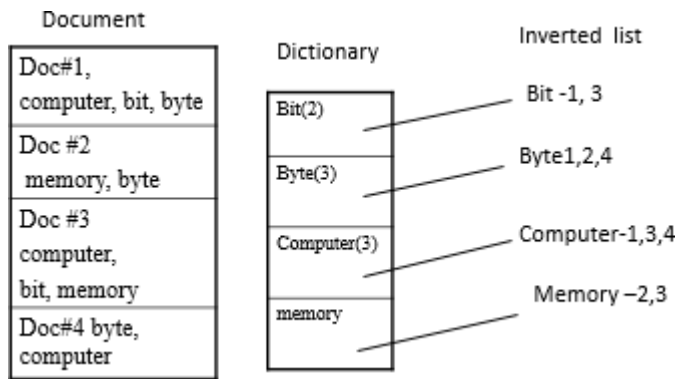 Document
Doc#1,
computer, bit, byte
Doc #2
memory, byte
Doc #3
computer,
bit, memory
Doc#4 byte,
computer
Dictionary
Bit(2)
Byte(3)
Computer(3)
memory
Inverted list
Bit -1, 3
Byte1,2,4
Computer-1,3,4
Memory –2,3